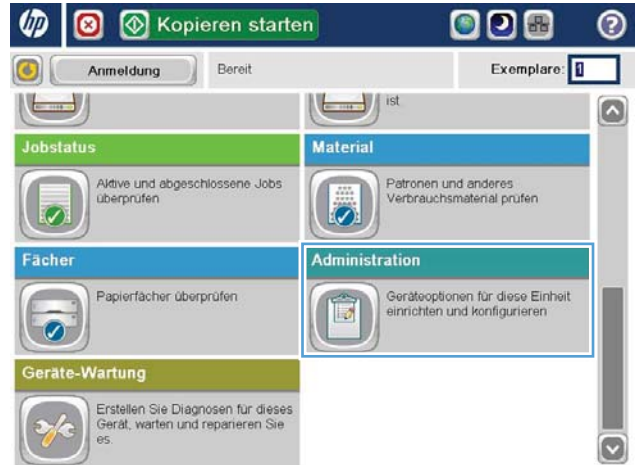 hp
Kopieren starten
?
Anmeldung
Bereit
Exemplare: 1
ist.
Jobstatus
Aktive und abgeschlossene Jobs
überprüfen
Material
Patronen und anderes
Verbrauchsmaterial prüfen
Fächer
Papierfächer überprüfen
Administration
Geräteoptionen für diese Einheit
einrichten und konfigurieren
Geräte-Wartung
Erstellen Sie Diagnosen für dieses
Gerät, warten und reparieren Sie
es.